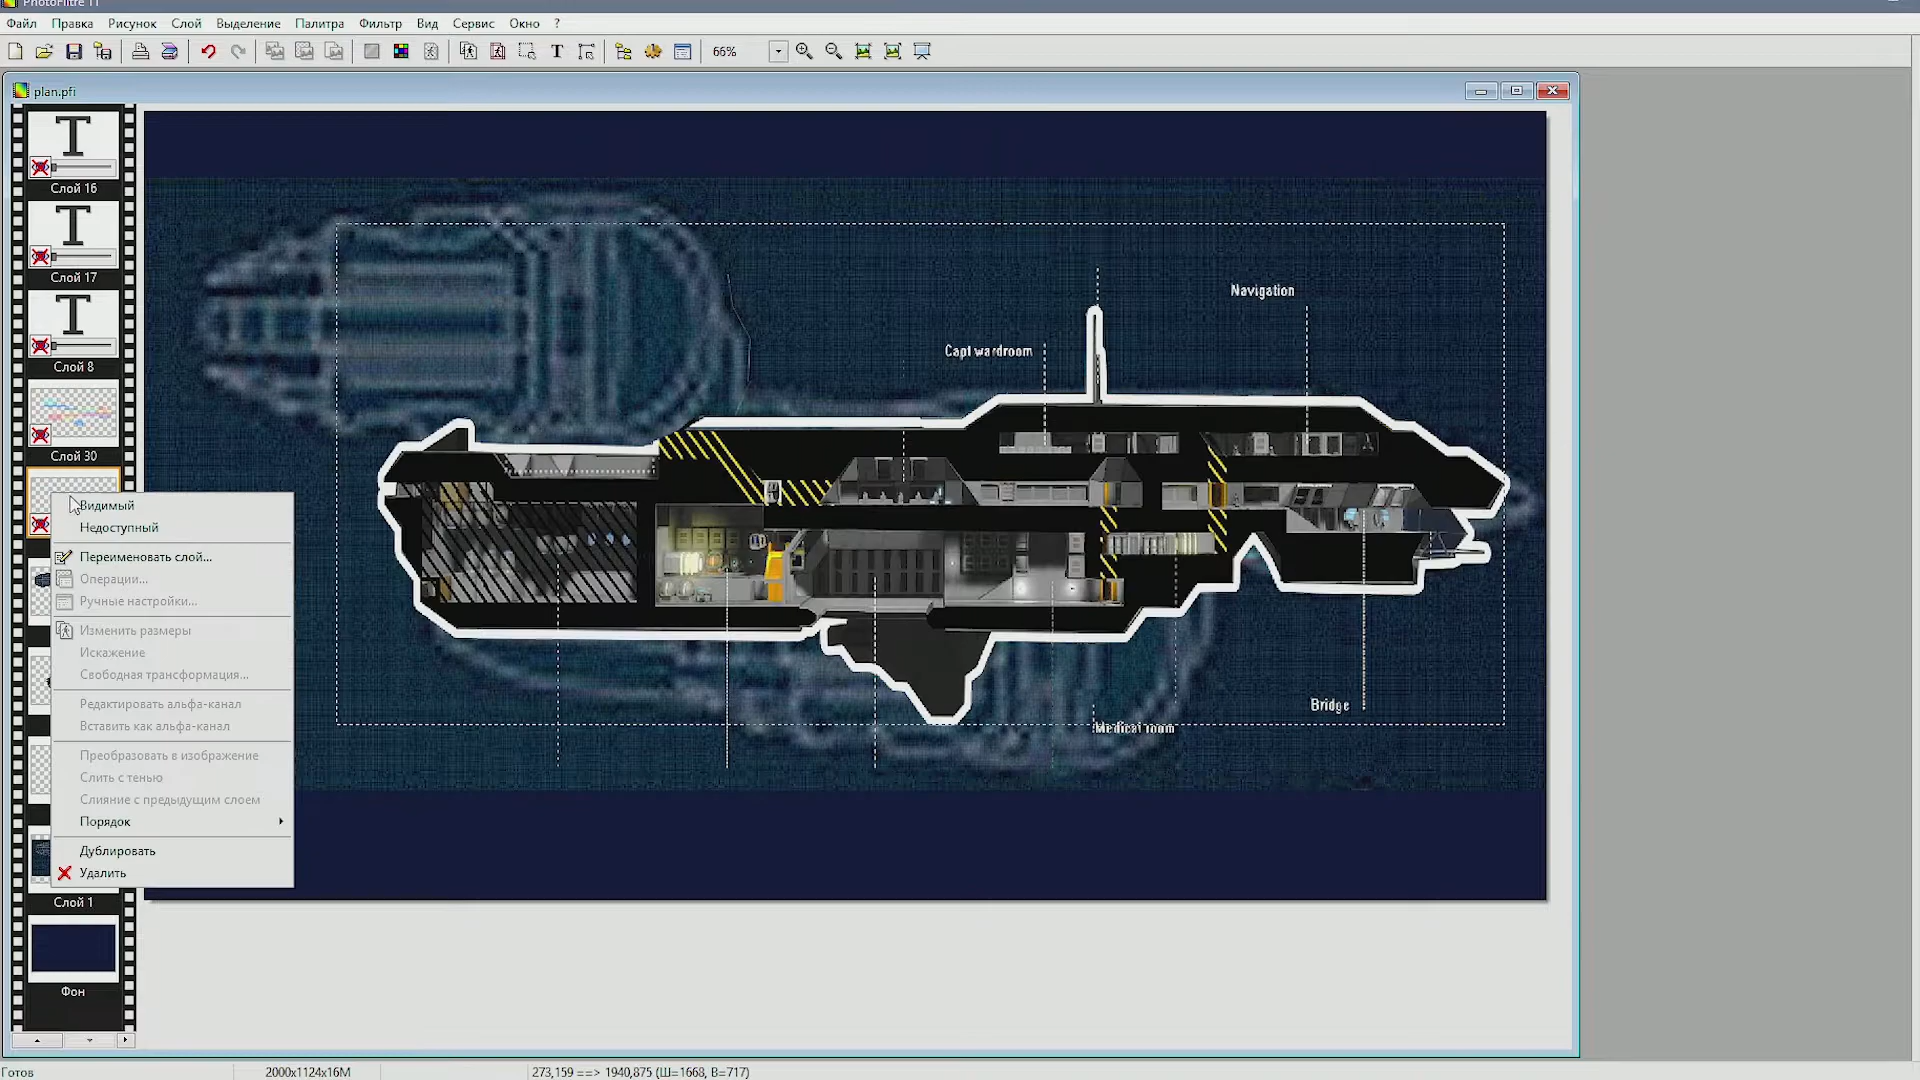 PhotoFiltre 11
Файл Правка Рисунок Слой Выделение Палитра Фильтр Вид Сервис Окно ?
T 66%
plan.pfi
T
Слой 16
T
Слой 17
T
Слой 8
Слой 30
Видимый
Недоступный
Переименовать слой...
Операции...
Ручные настройки...
Изменить размеры
Искажение
Свободная трансформация...
Редактировать альфа-канал
Вставить как альфа-канал
Преобразовать в изображение
Слить с тенью
Слияние с предыдущим слоем
Порядок
Дублировать
Удалить
Слой 1
Фон
Navigation
Capt wardroom
Bridge
Medical room
Готов 2000x1124x16M 273,159 ==> 1940,875 (Ш=1668, В=717)